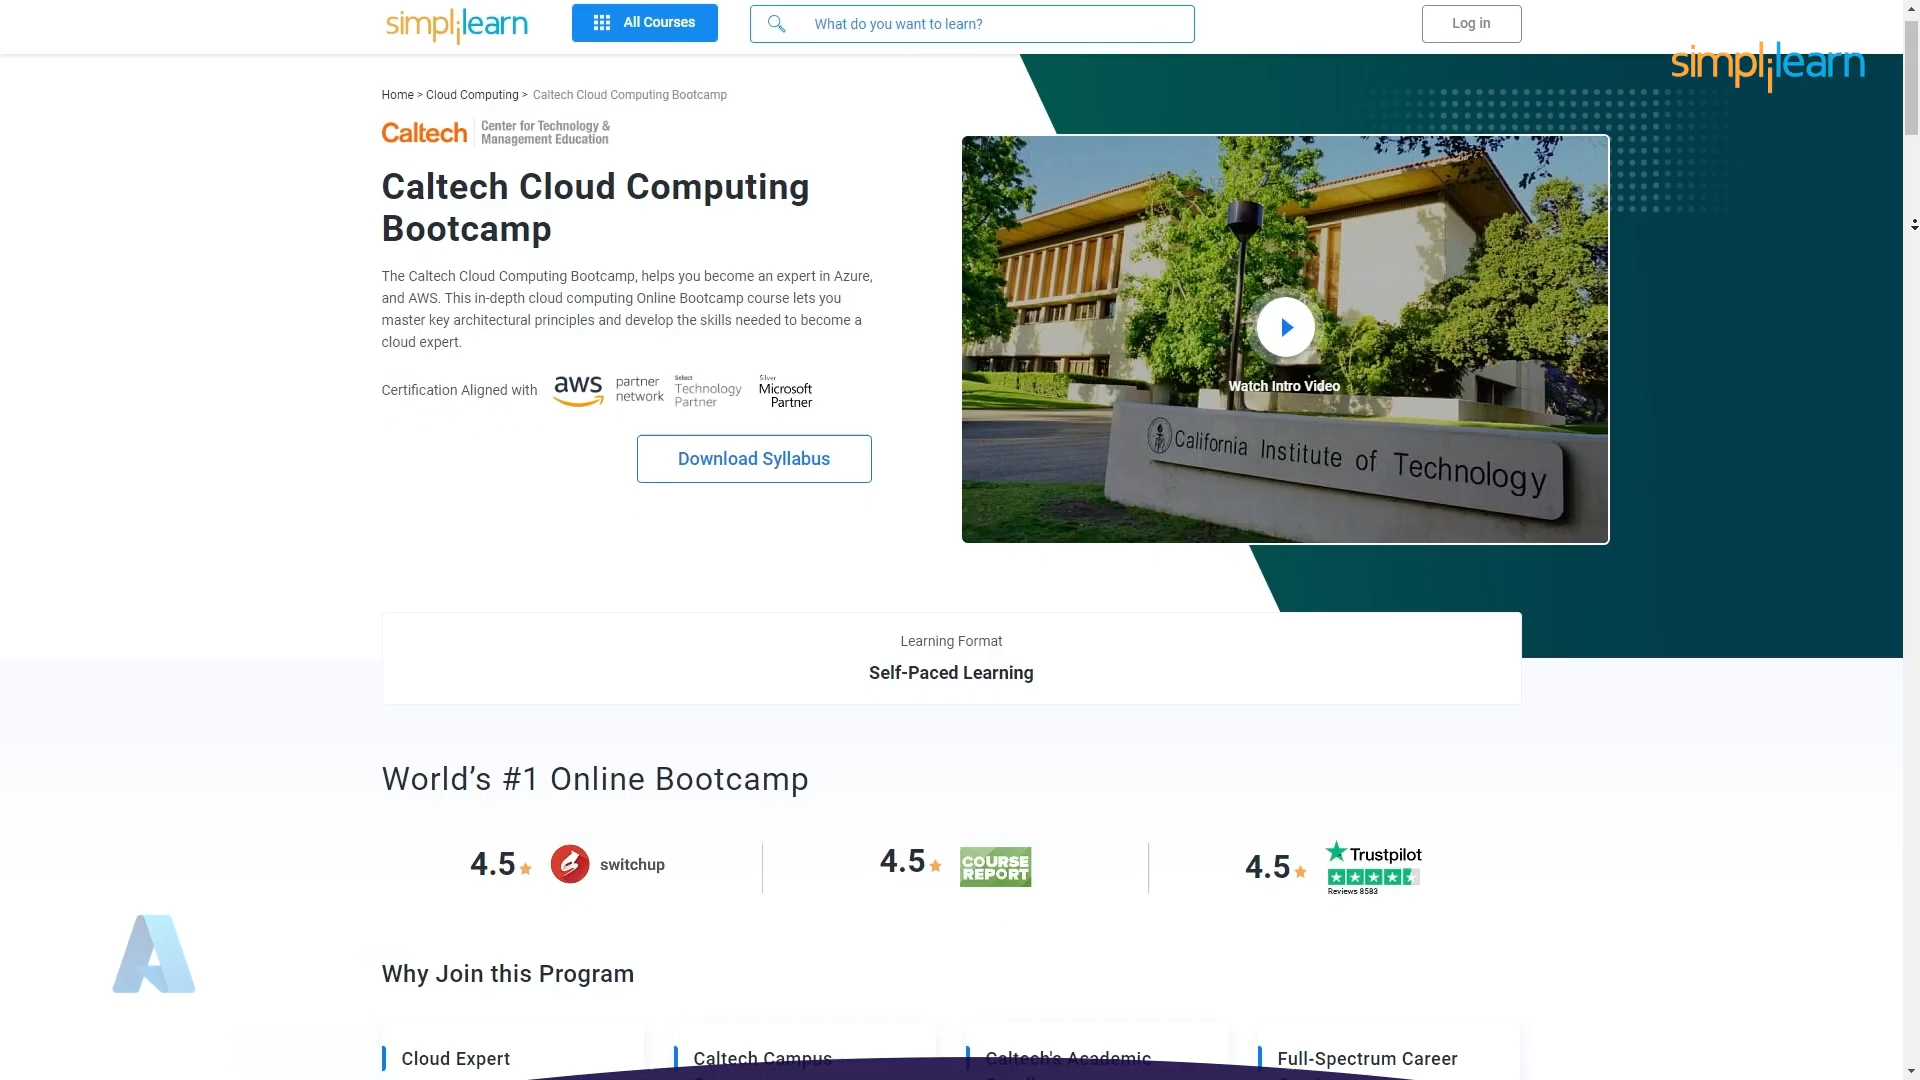 simplilearn
All Courses
What do you want to learn?
Log in
simplilearn
Home > Cloud Computing > Caltech Cloud Computing Bootcamp
Caltech
Center for Technology &
Management Education
Caltech Cloud Computing
Bootcamp
The Caltech Cloud Computing Bootcamp, helps you become an expert in Azure,
and AWS. This in-depth cloud computing Online Bootcamp course lets you
master key architectural principles and develop the skills needed to become a
cloud expert.
Certification Aligned with
aws
partner
network
Select
Technology
Partner
Silver
Microsoft
Partner
Download Syllabus
Watch Intro Video
California Institute of Technology
Learning Format
Self-Paced Learning
World's #1 Online Bootcamp
4.5
switchup
4.5
COURSE
REPORT
4.5
Trustpilot
Reviews 8583
Why Join this Program
Cloud Expert
Caltech Campus
Caltech's Academic
Full-Spectrum Career